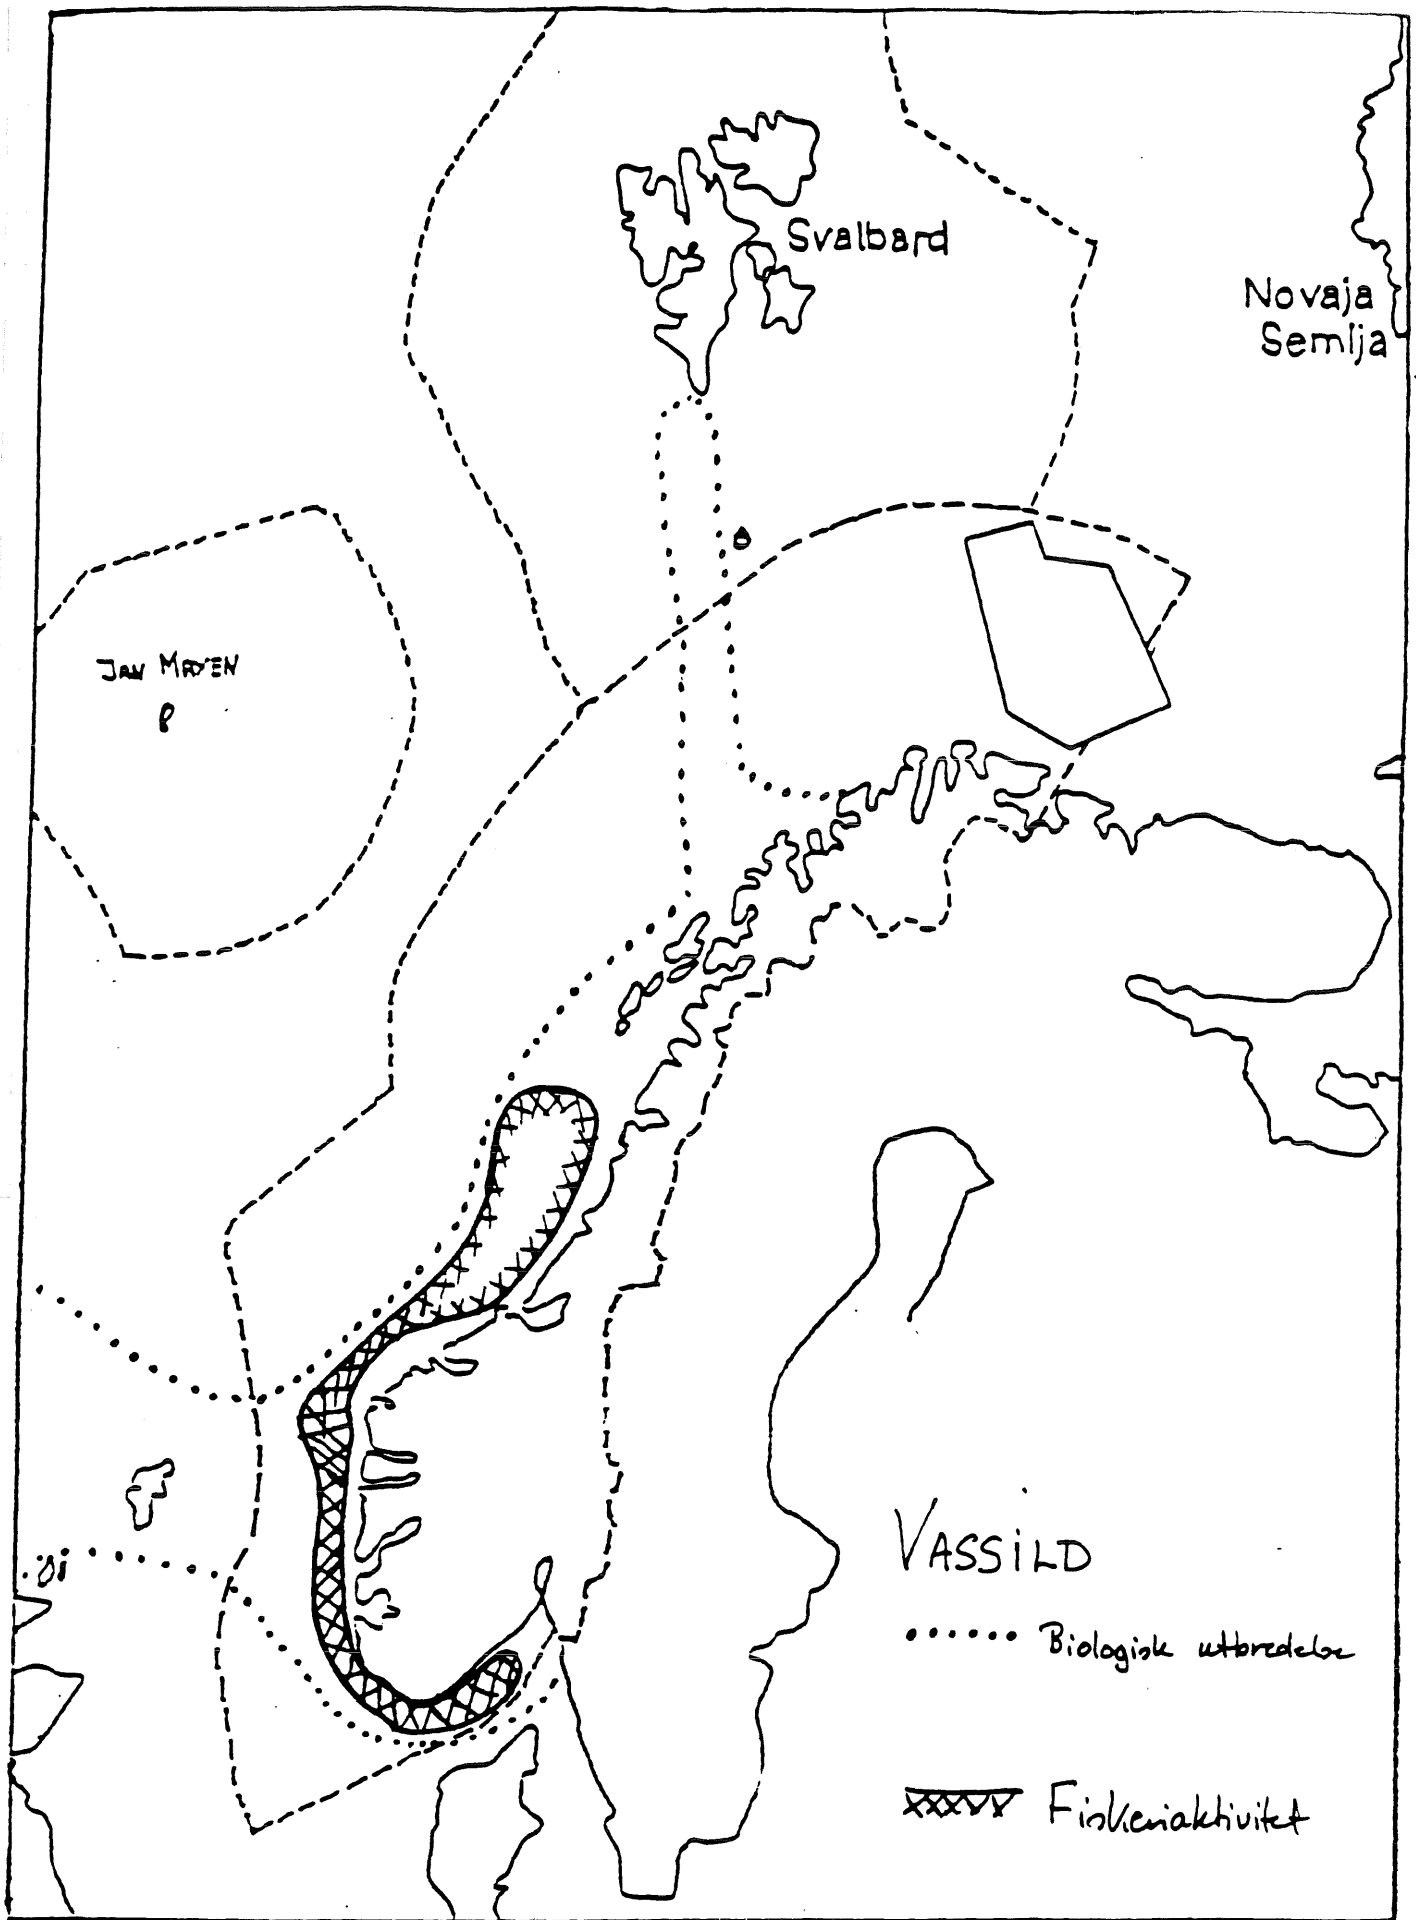 Svalbard
Novaja
Semlja
JAN MAYEN
VASSILD
Biologisk utbredelse
Fiskeriaktivitet